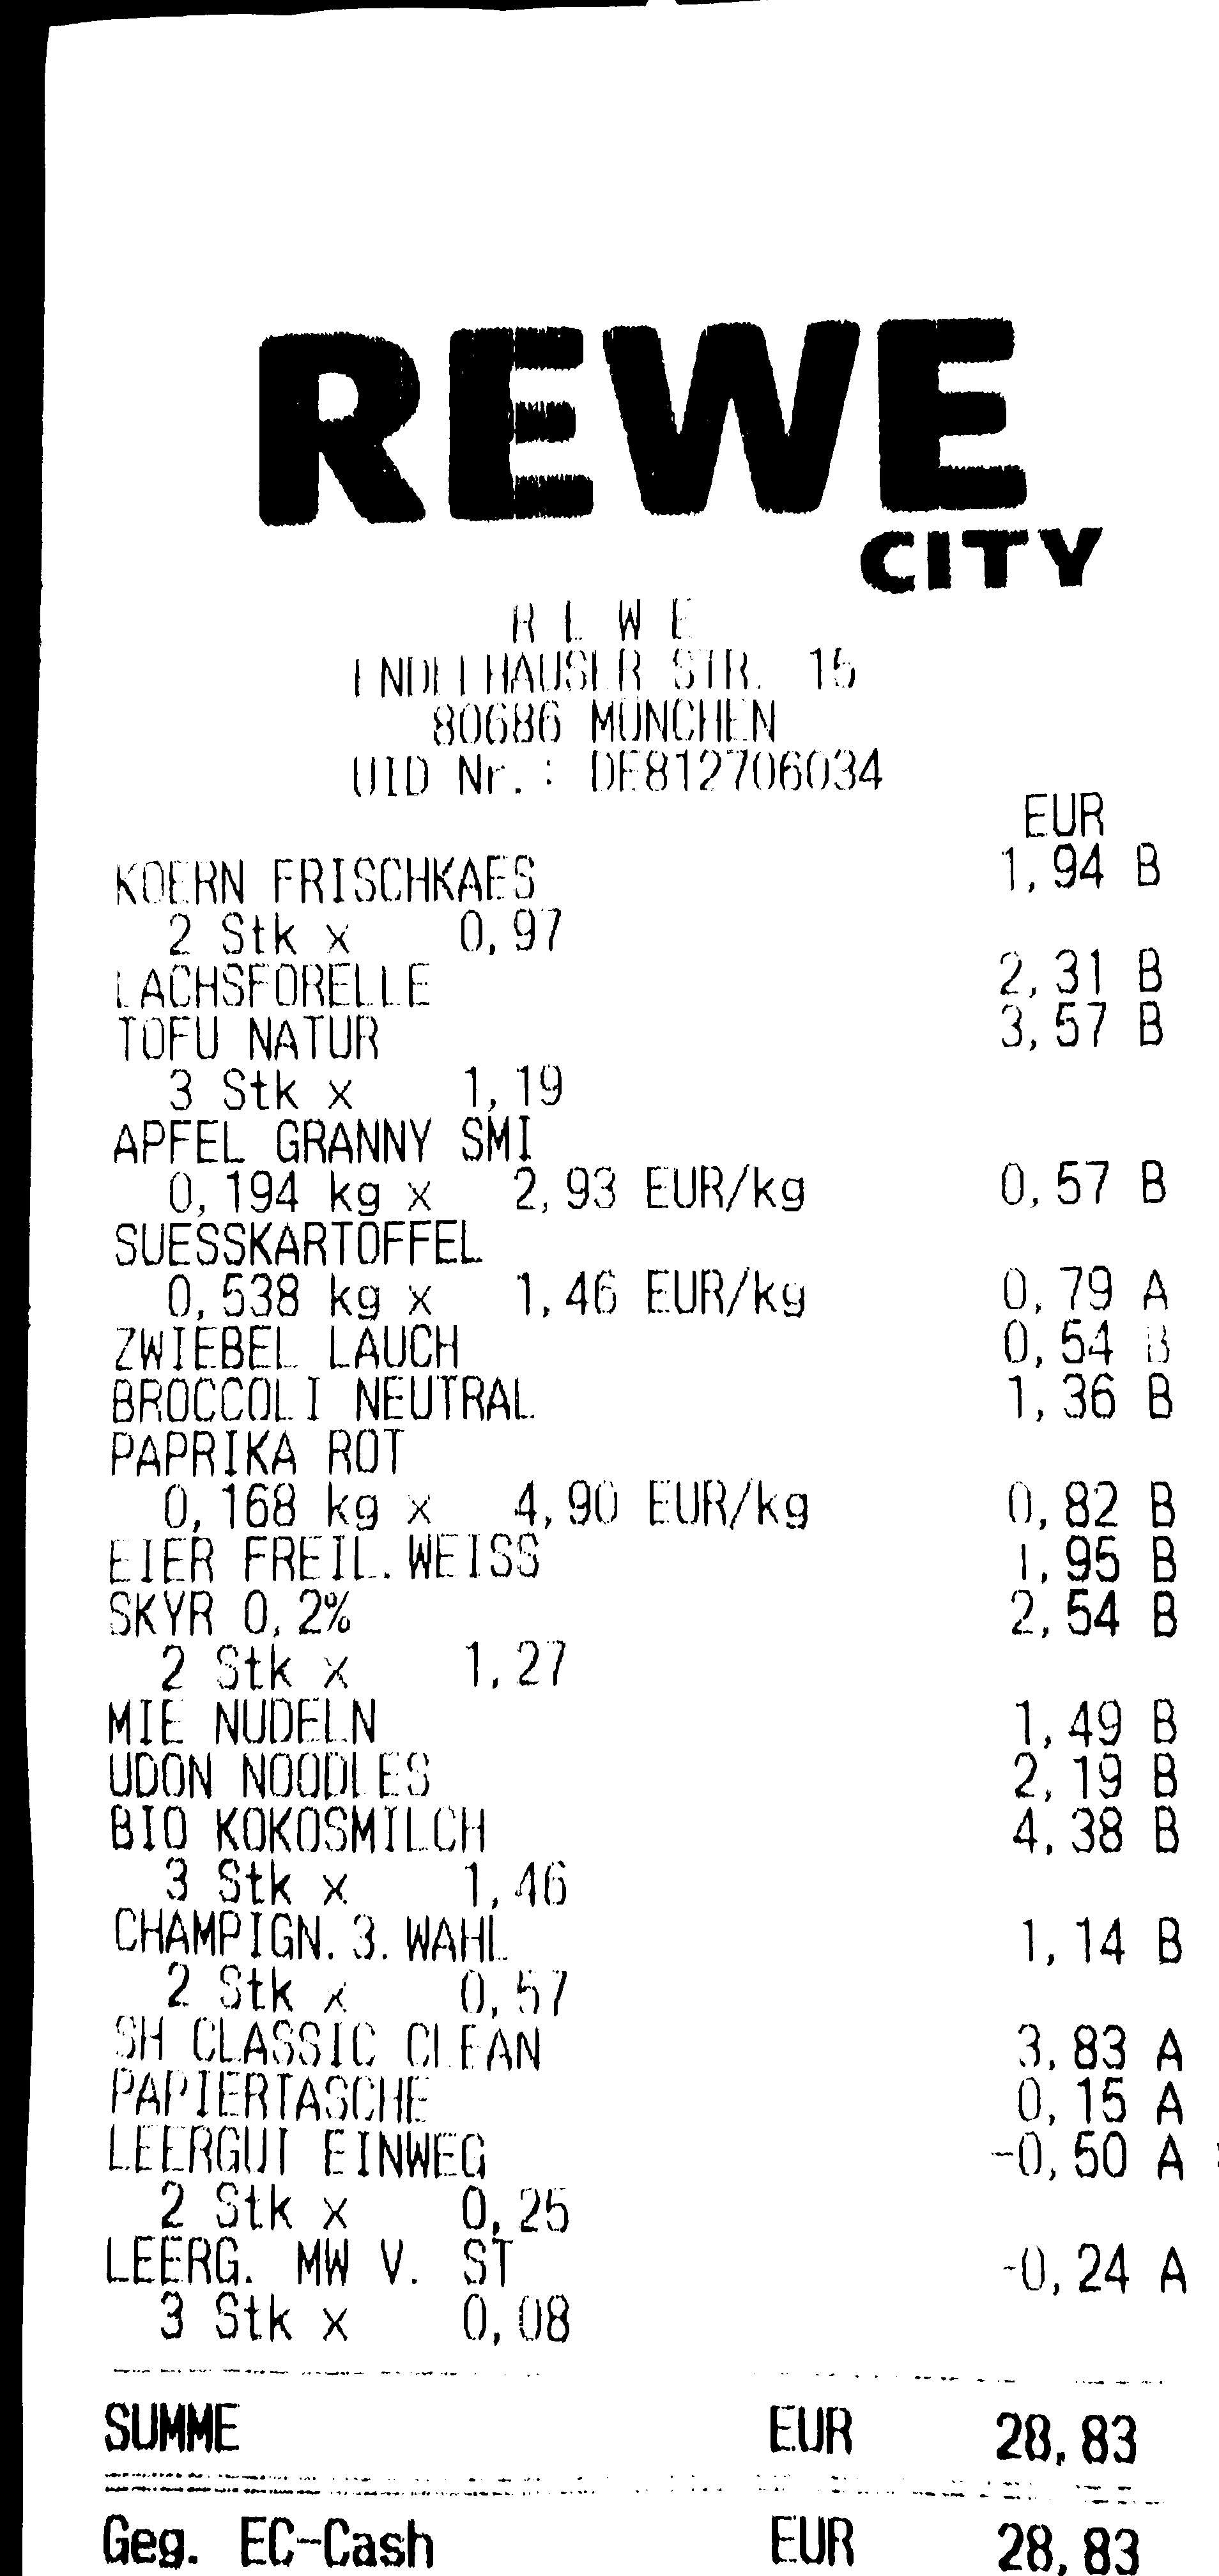 REWE
CITY
R E W E
ENDELHAUSER STR. 15
80686 MÜNCHEN
UID Nr.: DE812706034
EUR
KOERN FRISCHKAES 1,94 B
2 Stk x 0,97
LACHSFORELLE 2,31 B
TOFU NATUR 3,57 B
3 Stk x 1,19
APFEL GRANNY SMI
0,194 kg x 2,93 EUR/kg 0,57 B
SUESSKARTOFFEL
0,538 kg x 1,46 EUR/kg 0,79 A
ZWIEBEL LAUCH 0,54 B
BROCCOLI NEUTRAL 1,36 B
PAPRIKA ROT
0,168 kg x 4,90 EUR/kg 0,82 B
EIER FREIL.WEISS 1,95 B
SKYR 0,2% 2,54 B
2 Stk x 1,27
MIE NUDELN 1,49 B
UDON NOODLES 2,19 B
BIO KOKOSMILCH 4,38 B
3 Stk x 1,46
CHAMPIGN.3.WAHL 1,14 B
2 Stk x 0,57
SH CLASSIC CLEAN 3,83 A
PAPIERTASCHE 0,15 A
LEERGUT EINWEG -0,50 A
2 Stk x 0,25
LEERG. MW V. ST -0,24 A
3 Stk x 0,08
SUMME EUR 28,83
Geg. EC-Cash EUR 28,83